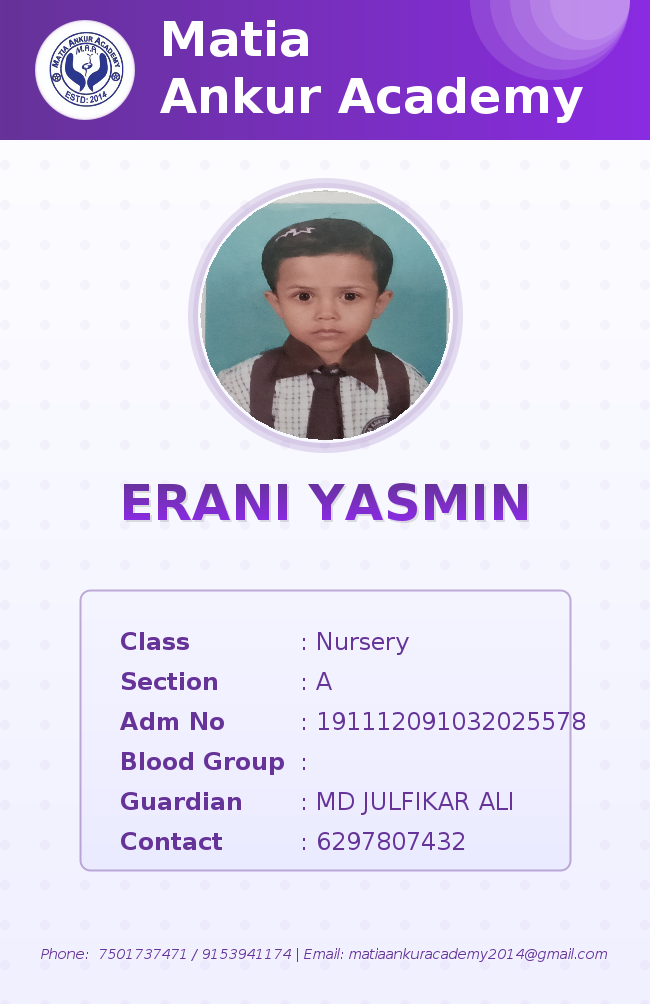 Matia
Ankur Academy
MATIA ANKUR ACADEMY
M.A.A.
ESTD: 2014
ERANI YASMIN
Class : Nursery
Section : A
Adm No : 191112091032025578
Blood Group :
Guardian : MD JULFIKAR ALI
Contact : 6297807432
Phone: 7501737471 / 9153941174 | Email: matiaankuracademy2014@gmail.com